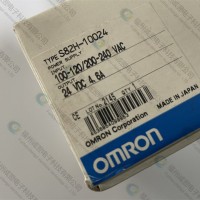 TYPE S82H-10024
POWER SUPPLY
INPUT:
100-120/200-240 VAC
OUTPUT:
24 VDC 4.6A
CE LOT No. 2145 QTY.
OMRON Corporation MADE IN JAPAN
OMRON